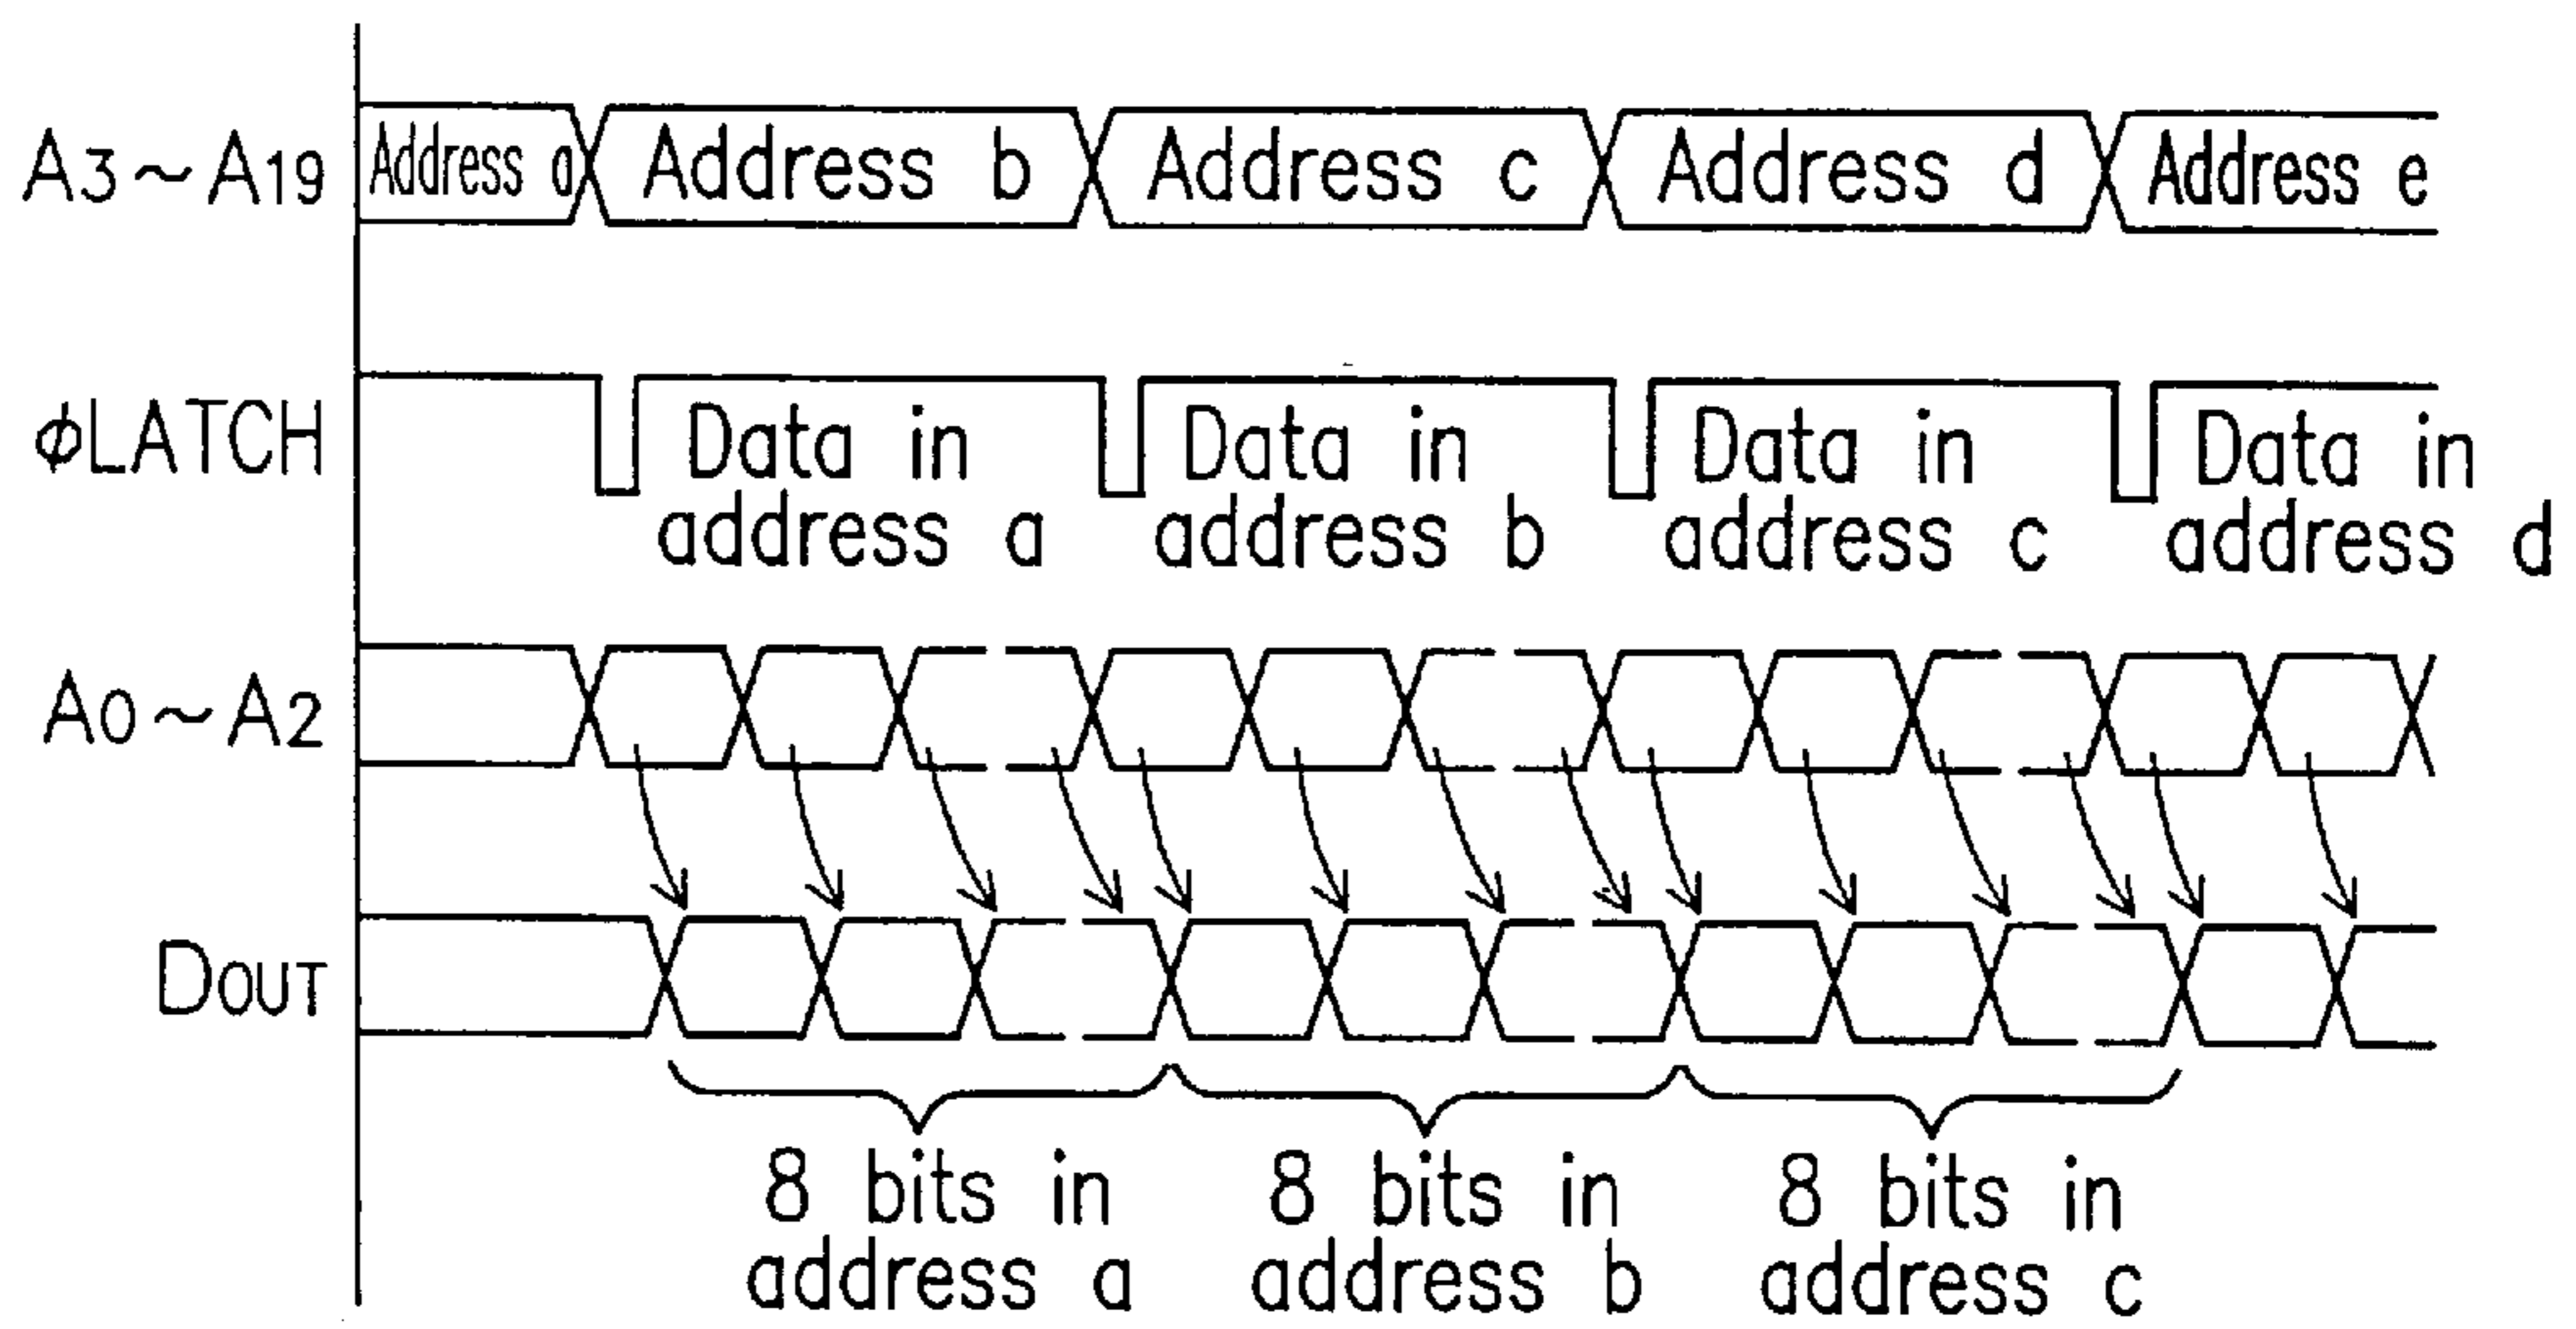 A3~A19 Address a Address b Address c Address d Address e
φLATCH
Data in Data in Data in Data in
address a address b address c address d
A0~A2
DOUT
8 bits in 8 bits in 8 bits in
address a address b address c